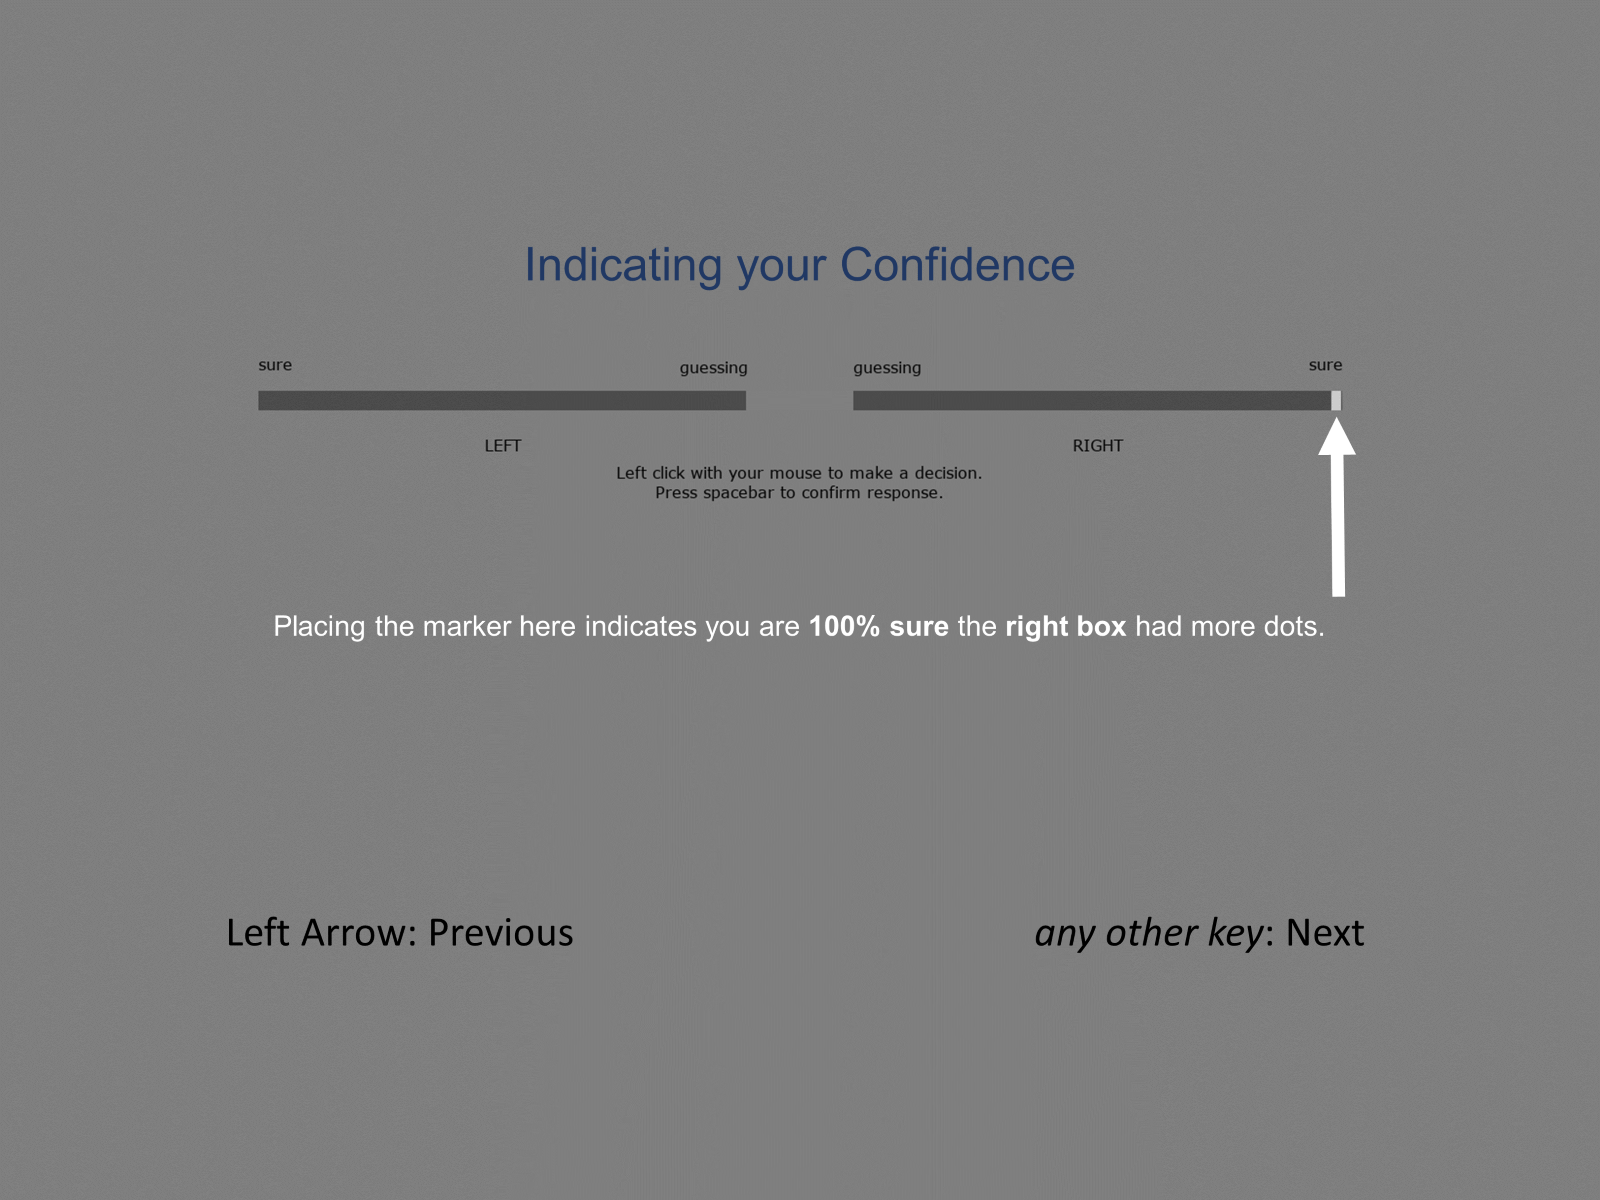 Indicating your Confidence
sure guessing guessing sure
LEFT RIGHT
Left click with your mouse to make a decision.
Press spacebar to confirm response.
Placing the marker here indicates you are 100% sure the right box had more dots.
Left Arrow: Previous any other key: Next